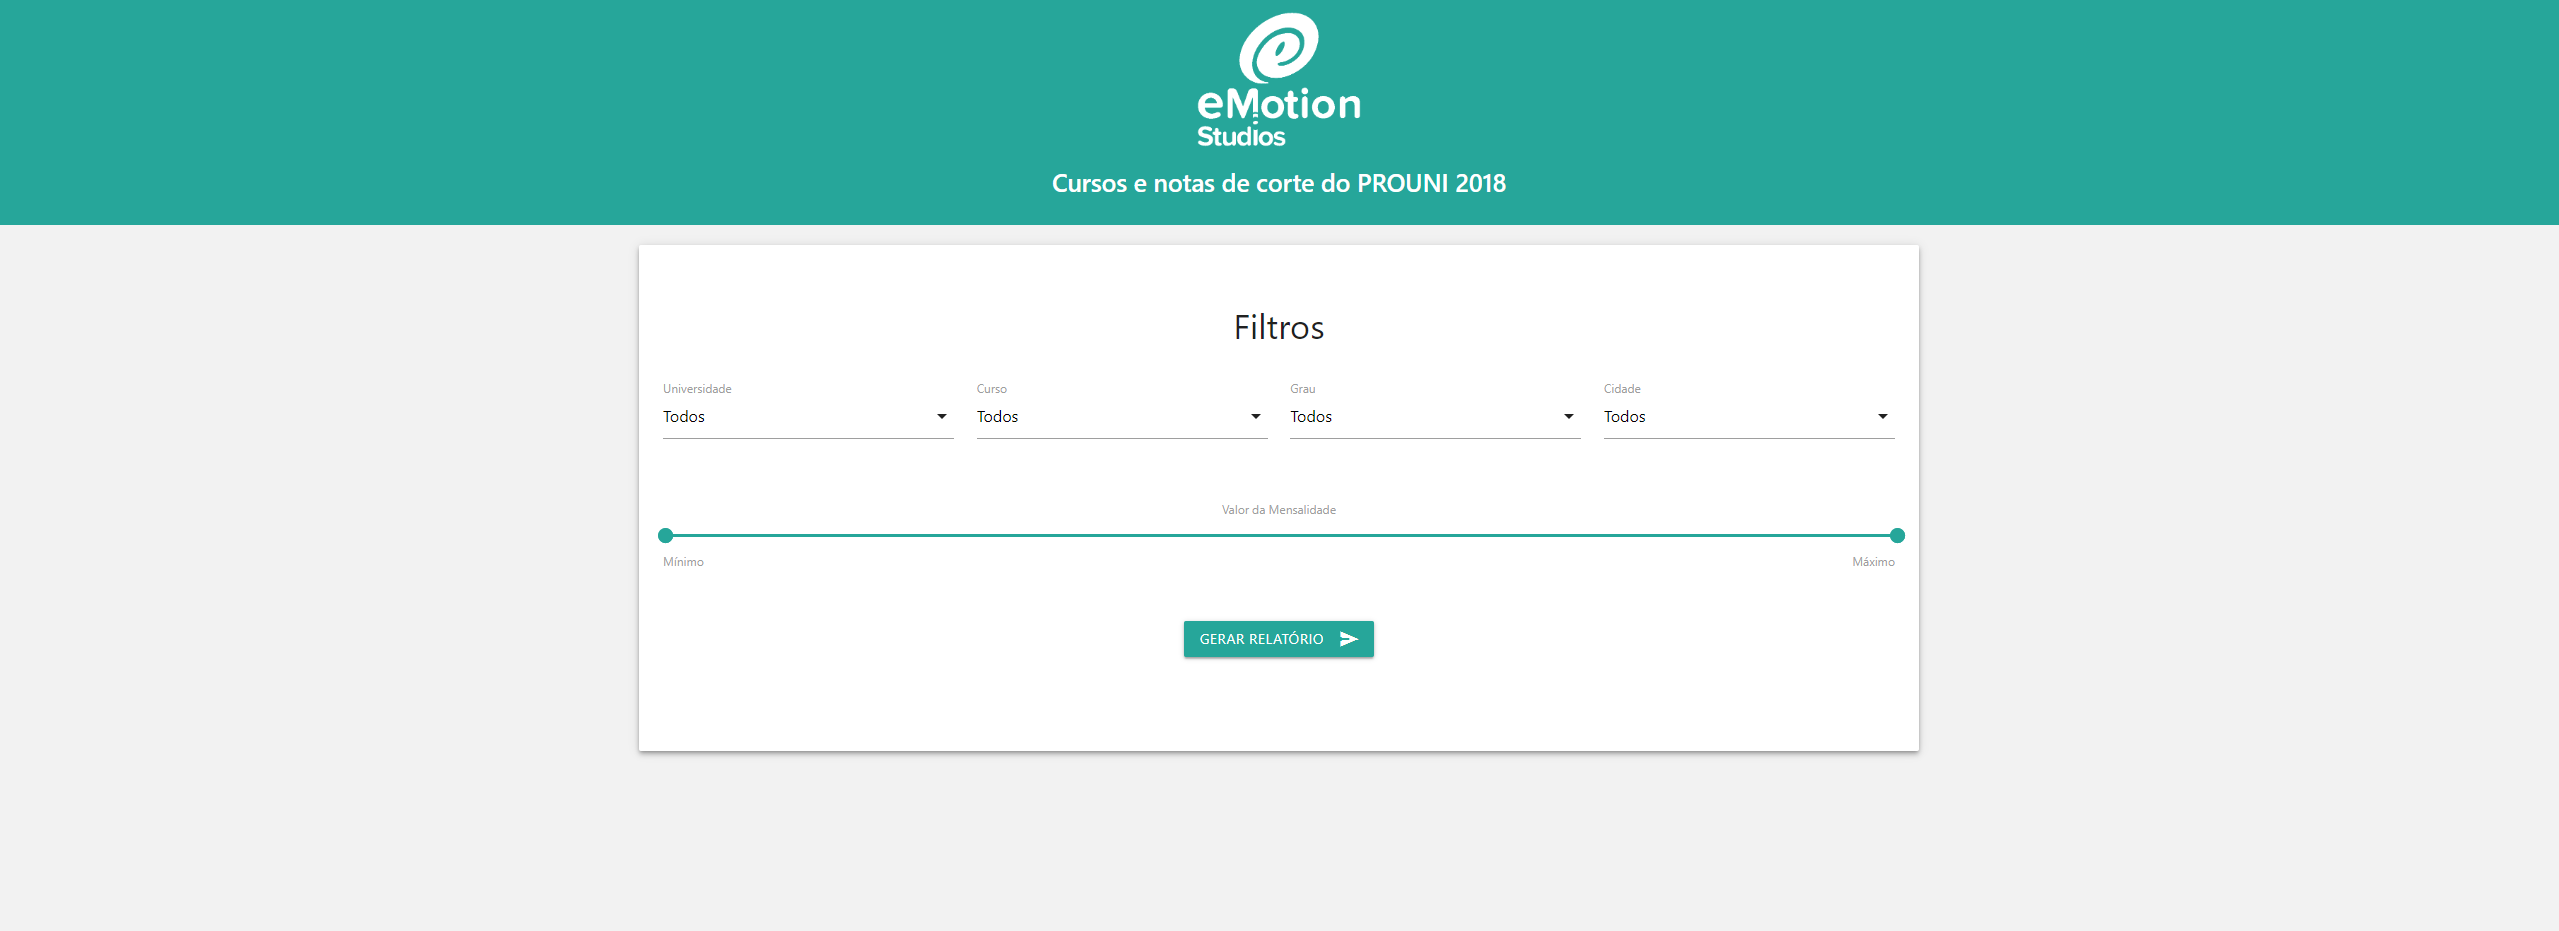 eMotion
Studios
Cursos e notas de corte do PROUNI 2018
Filtros
Universidade Curso Grau Cidade
Todos Todos Todos Todos
Valor da Mensalidade
Mínimo Máximo
GERAR RELATÓRIO